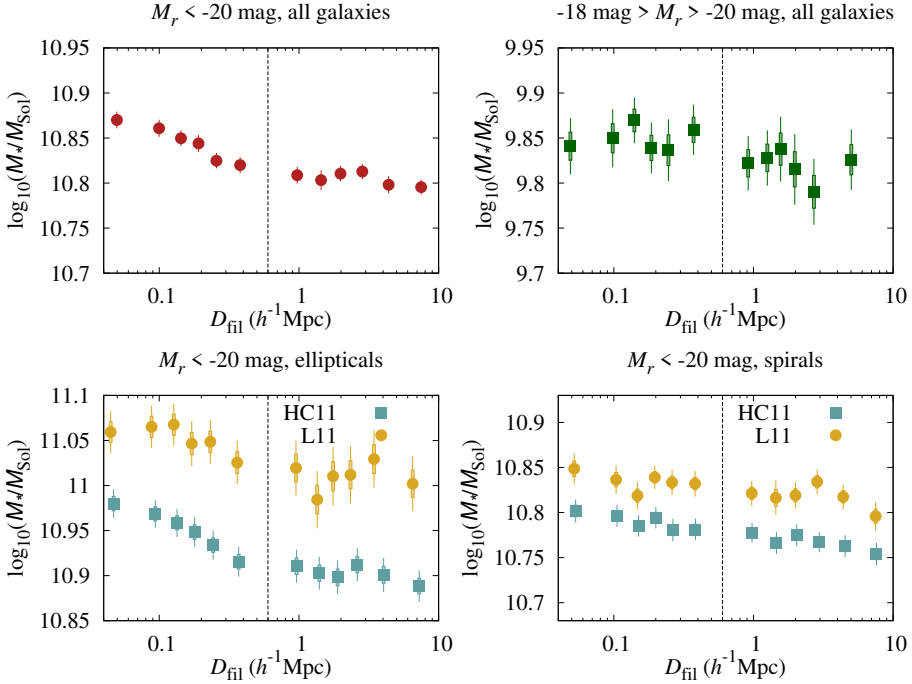 M_r < -20 mag, all galaxies
10.95
10.9
10.85
10.8
10.75
10.7
log₁₀(M⋆/M_Sol)
0.1 1 10
D_fil (h⁻¹Mpc)
-18 mag > M_r > -20 mag, all galaxies
9.95
9.9
9.85
9.8
9.75
9.7
log₁₀(M⋆/M_Sol)
0.1 1 10
D_fil (h⁻¹Mpc)
M_r < -20 mag, ellipticals
HC11
L11
11.1
11.05
11
10.95
10.9
10.85
log₁₀(M⋆/M_Sol)
0.1 1 10
D_fil (h⁻¹Mpc)
M_r < -20 mag, spirals
HC11
L11
10.9
10.85
10.8
10.75
10.7
log₁₀(M⋆/M_Sol)
0.1 1 10
D_fil (h⁻¹Mpc)